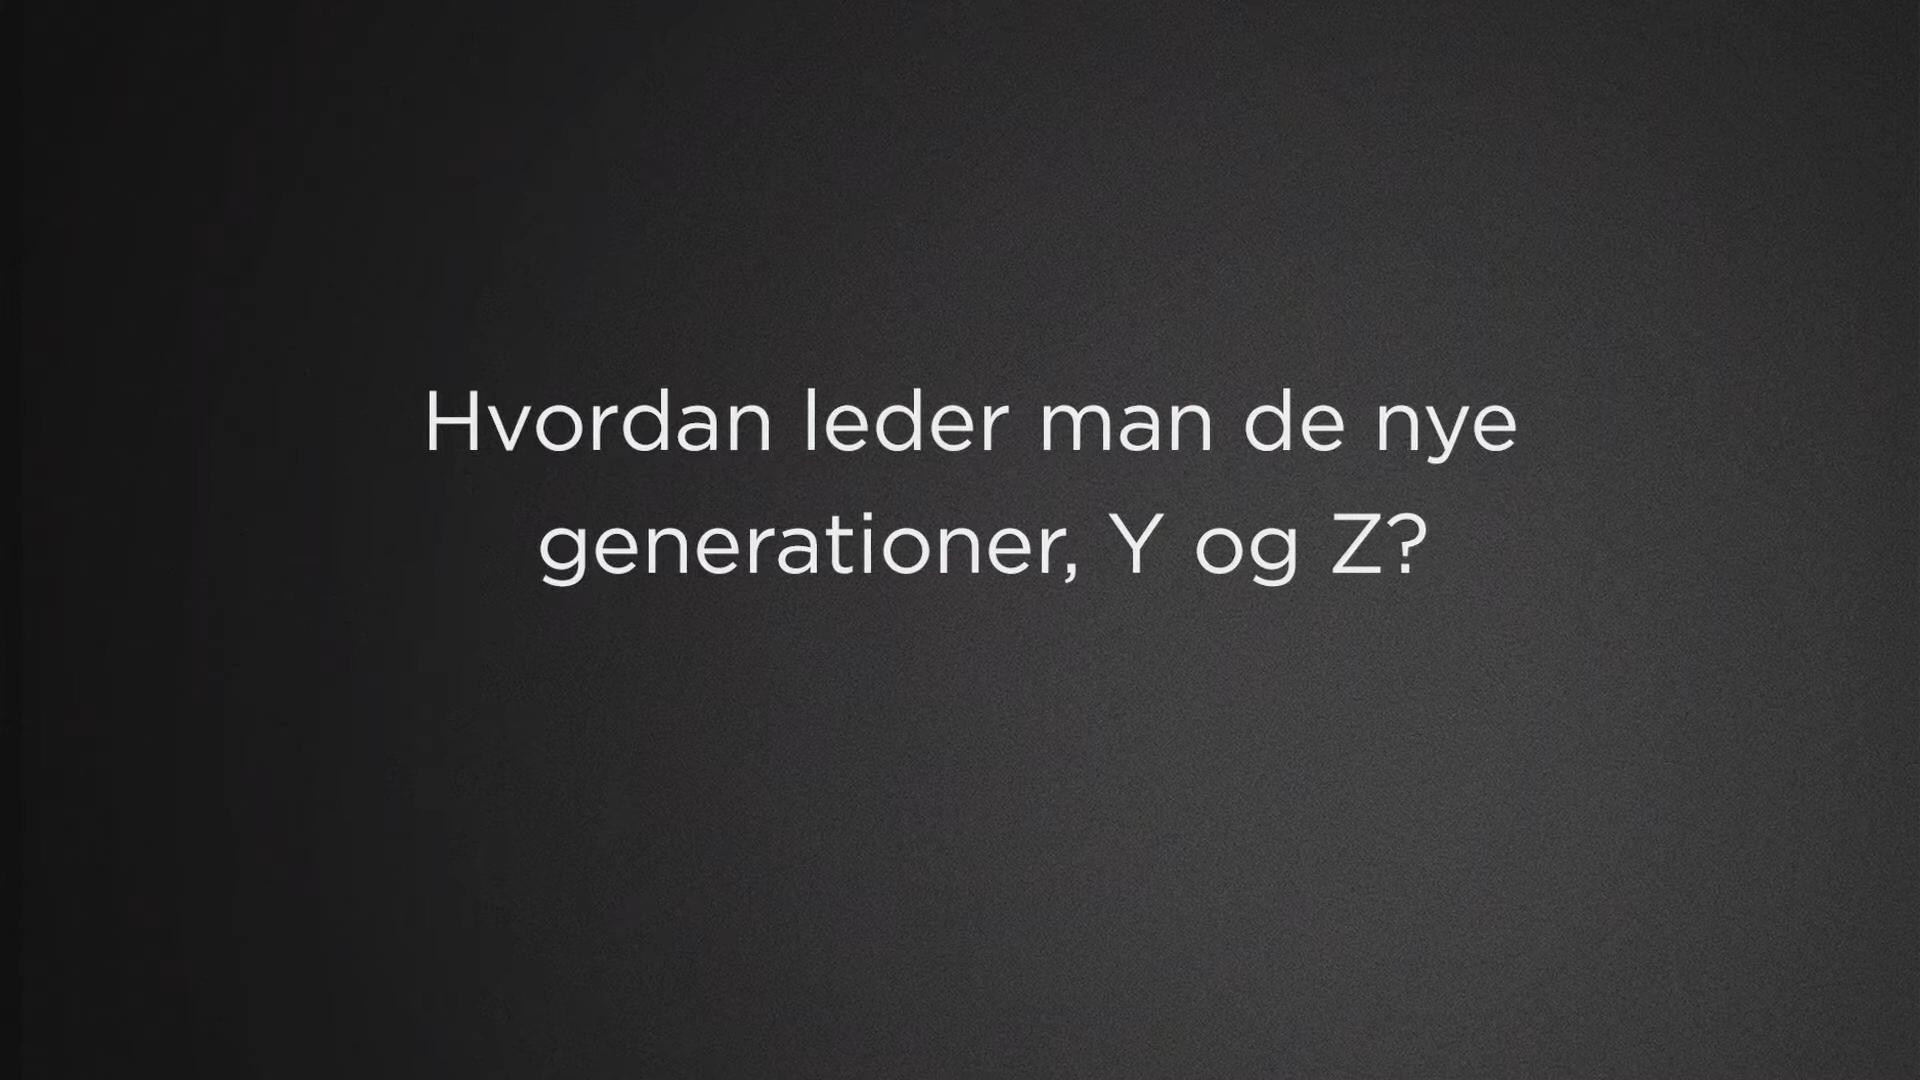 Hvordan leder man de nye
generationer, Y og Z?